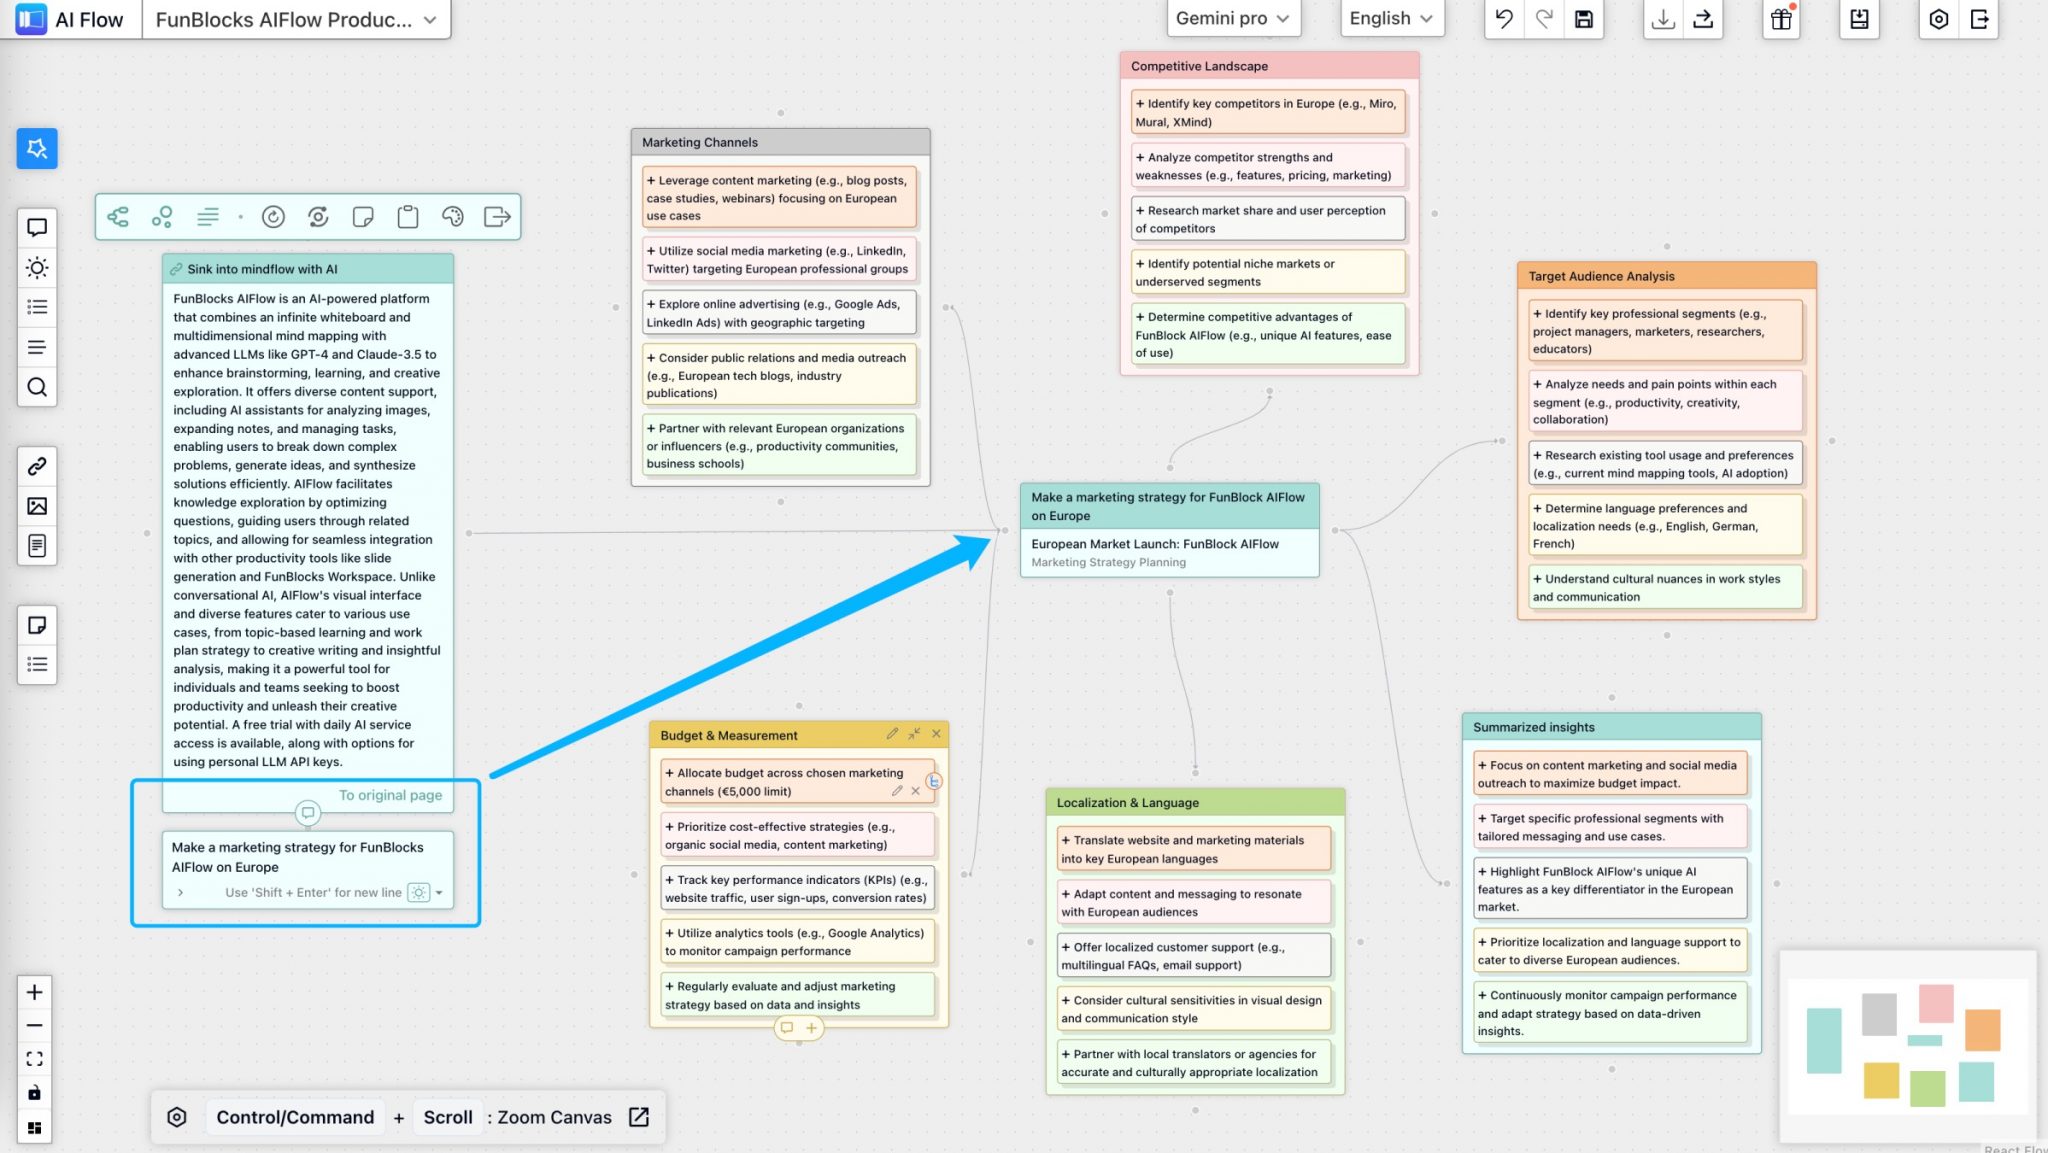 AI Flow
FunBlocks AIFlow Produc...
Gemini pro
English
Sink into mindflow with AI
FunBlocks AIFlow is an AI-powered platform
that combines an infinite whiteboard and
multidimensional mind mapping with
advanced LLMs like GPT-4 and Claude-3.5 to
enhance brainstorming, learning, and creative
exploration. It offers diverse content support,
including AI assistants for analyzing images,
expanding notes, and managing tasks,
enabling users to break down complex
problems, generate ideas, and synthesize
solutions efficiently. AIFlow facilitates
knowledge exploration by optimizing
questions, guiding users through related
topics, and allowing for seamless integration
with other productivity tools like slide
generation and FunBlocks Workspace. Unlike
conversational AI, AIFlow's visual interface
and diverse features cater to various use
cases, from topic-based learning and work
plan strategy to creative writing and insightful
analysis, making it a powerful tool for
individuals and teams seeking to boost
productivity and unleash their creative
potential. A free trial with daily AI service
access is available, along with options for
using personal LLM API keys.
To original page
Make a marketing strategy for FunBlocks
AIFlow on Europe
Use 'Shift + Enter' for new line
Marketing Channels
+ Leverage content marketing (e.g., blog posts,
case studies, webinars) focusing on European
use cases
+ Utilize social media marketing (e.g., LinkedIn,
Twitter) targeting European professional groups
+ Explore online advertising (e.g., Google Ads,
LinkedIn Ads) with geographic targeting
+ Consider public relations and media outreach
(e.g., European tech blogs, industry
publications)
+ Partner with relevant European organizations
or influencers (e.g., productivity communities,
business schools)
Budget & Measurement
+ Allocate budget across chosen marketing
channels (€5,000 limit)
+ Prioritize cost-effective strategies (e.g.,
organic social media, content marketing)
+ Track key performance indicators (KPIs) (e.g.,
website traffic, user sign-ups, conversion rates)
+ Utilize analytics tools (e.g., Google Analytics)
to monitor campaign performance
+ Regularly evaluate and adjust marketing
strategy based on data and insights
Competitive Landscape
+ Identify key competitors in Europe (e.g., Miro,
Mural, XMind)
+ Analyze competitor strengths and
weaknesses (e.g., features, pricing, marketing)
+ Research market share and user perception
of competitors
+ Identify potential niche markets or
underserved segments
+ Determine competitive advantages of
FunBlock AIFlow (e.g., unique AI features, ease
of use)
Make a marketing strategy for FunBlock AIFlow
on Europe
European Market Launch: FunBlock AIFlow
Marketing Strategy Planning
Localization & Language
+ Translate website and marketing materials
into key European languages
+ Adapt content and messaging to resonate
with European audiences
+ Offer localized customer support (e.g.,
multilingual FAQs, email support)
+ Consider cultural sensitivities in visual design
and communication style
+ Partner with local translators or agencies for
accurate and culturally appropriate localization
Target Audience Analysis
+ Identify key professional segments (e.g.,
project managers, marketers, researchers,
educators)
+ Analyze needs and pain points within each
segment (e.g., productivity, creativity,
collaboration)
+ Research existing tool usage and preferences
(e.g., current mind mapping tools, AI adoption)
+ Determine language preferences and
localization needs (e.g., English, German,
French)
+ Understand cultural nuances in work styles
and communication
Summarized insights
+ Focus on content marketing and social media
outreach to maximize budget impact.
+ Target specific professional segments with
tailored messaging and use cases.
+ Highlight FunBlock AIFlow's unique AI
features as a key differentiator in the European
market.
+ Prioritize localization and language support to
cater to diverse European audiences.
+ Continuously monitor campaign performance
and adapt strategy based on data-driven
insights.
Control/Command + Scroll : Zoom Canvas
React Flow